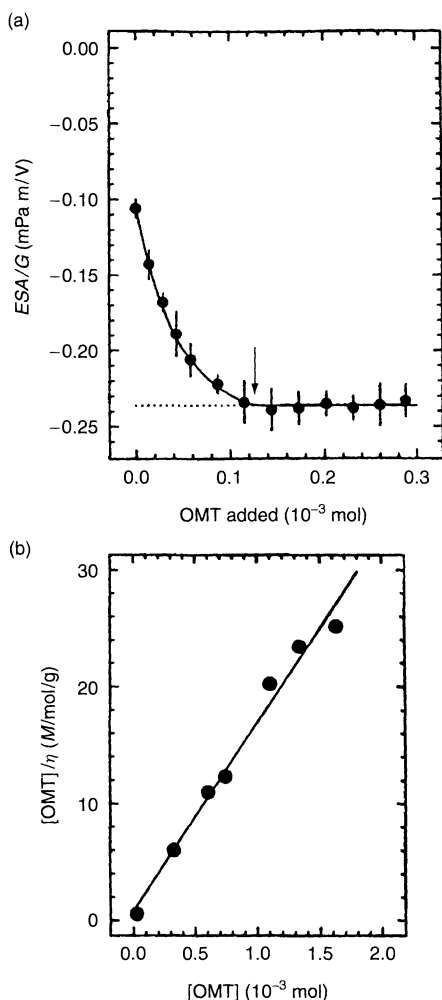 (a)
0.00
−0.05
−0.10
−0.15
−0.20
−0.25
ESA/G (mPa m/V)
0.0 0.1 0.2 0.3
OMT added (10⁻³ mol)
(b)
30
20
10
0
[OMT]/η (M/mol/g)
0.0 0.5 1.0 1.5 2.0
[OMT] (10⁻³ mol)